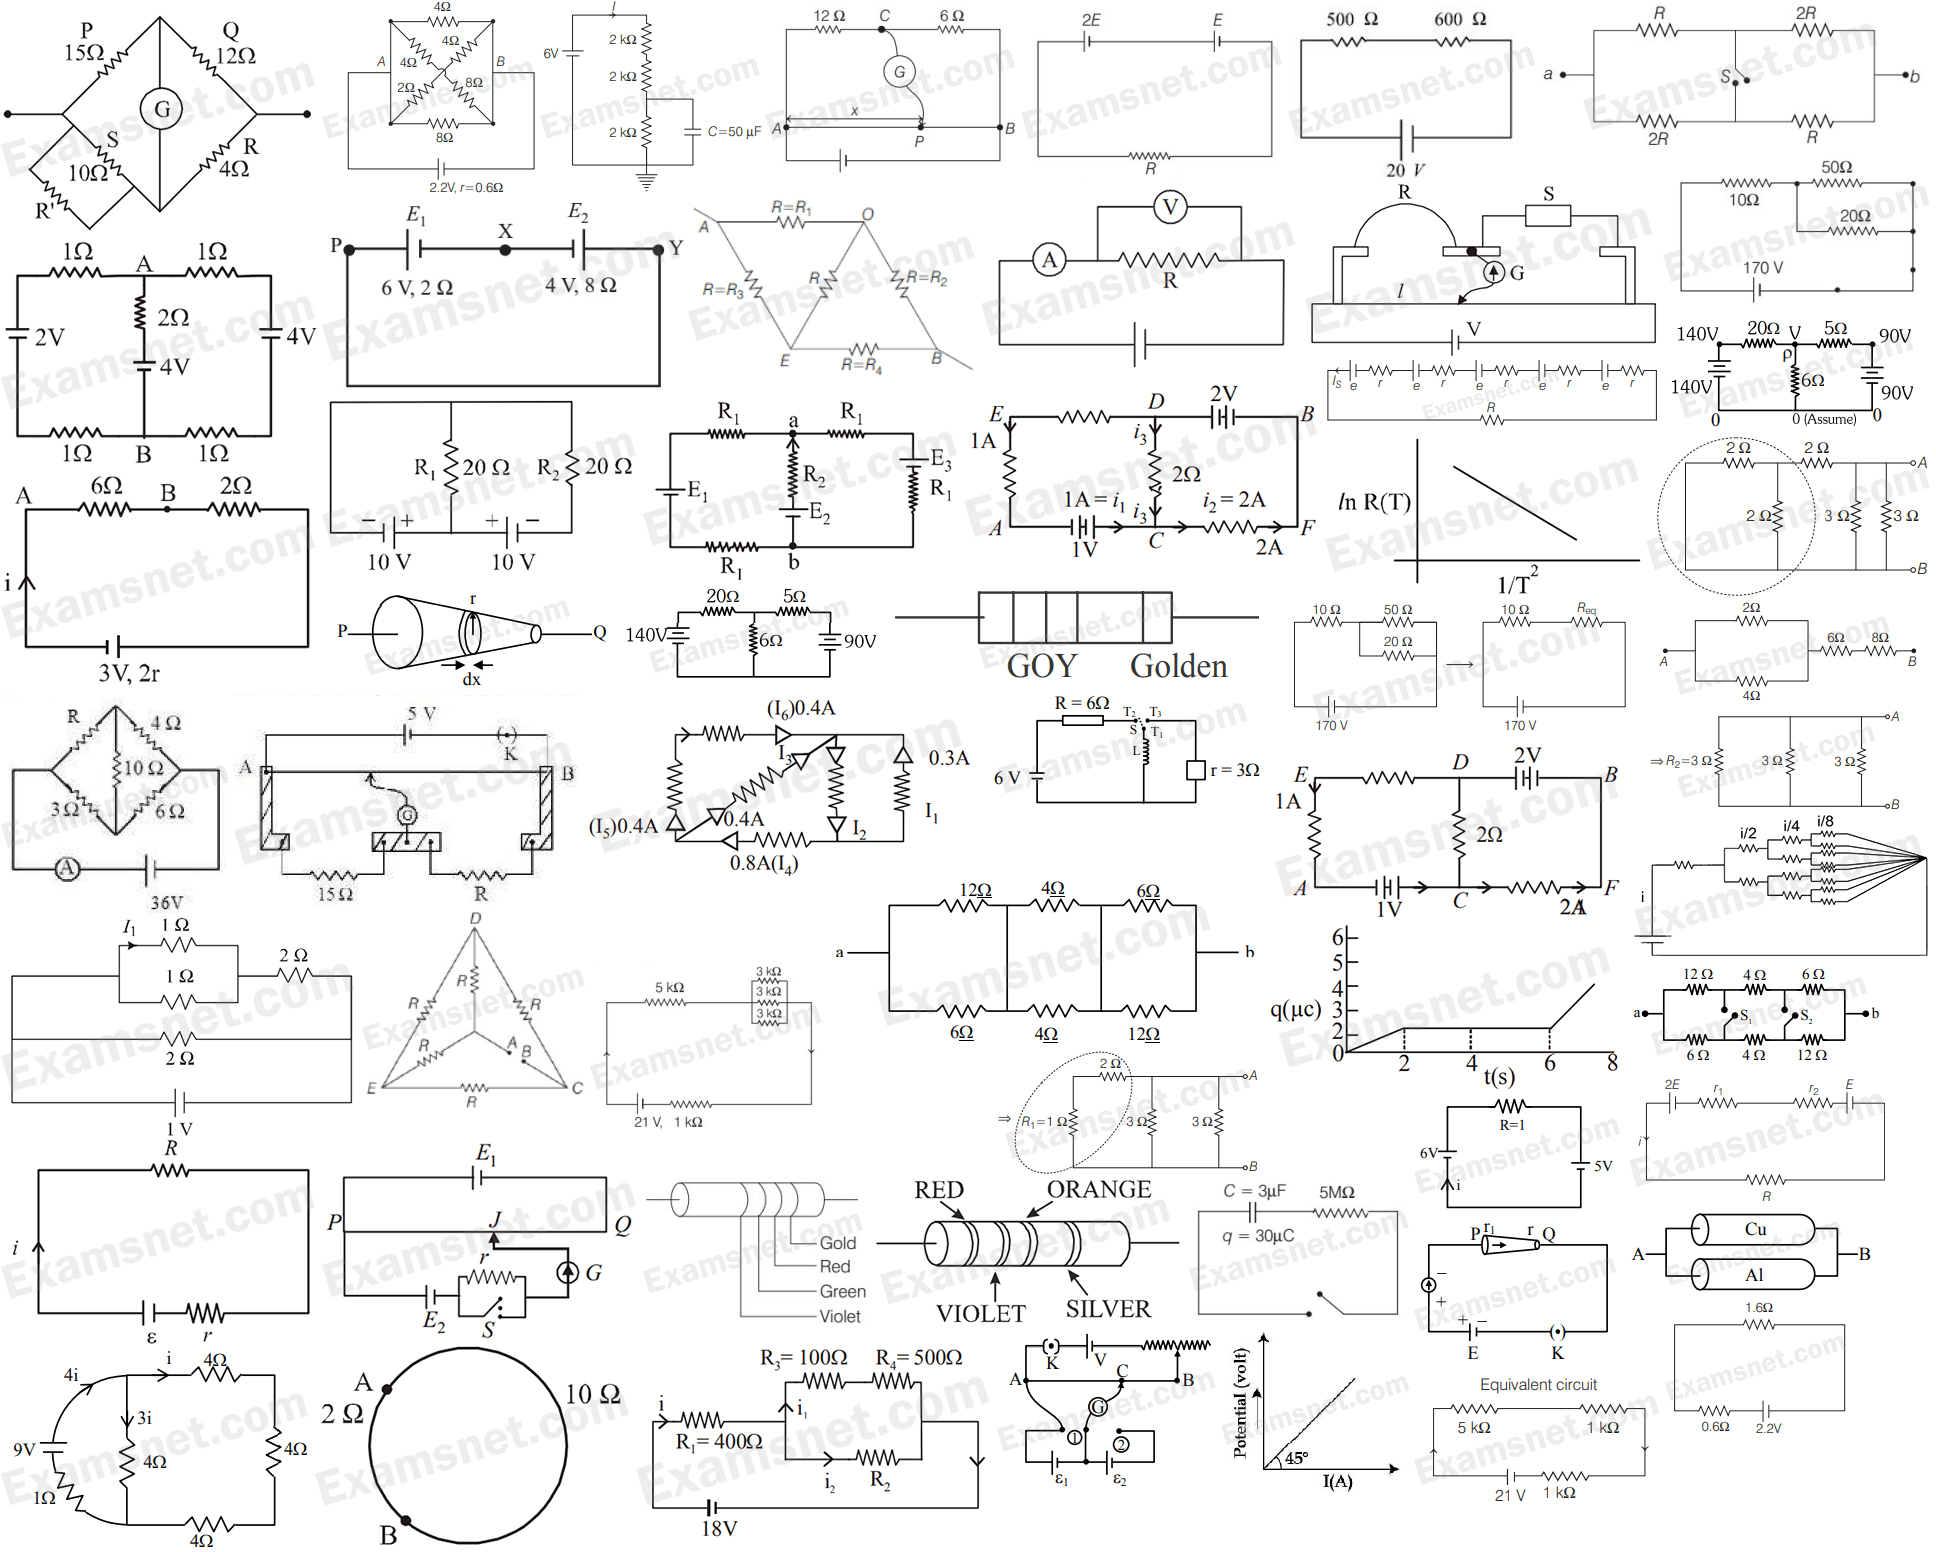 P
15Ω
Q
12Ω
G
S
10Ω
R
4Ω
R'
4Ω
4Ω
4Ω
A
B
2Ω
8Ω
8Ω
2.2V, r=0.6Ω
I
6V
2 kΩ
2 kΩ
2 kΩ
C=50 μF
12 Ω
C
6 Ω
G
x
A
B
P
2E
E
R
500 Ω
600 Ω
20 V
R
2R
a
S
b
2R
R
1Ω
A
1Ω
2Ω
2V
4V
4V
1Ω
B
1Ω
E₁
E₂
P
X
Y
6 V, 2 Ω
4 V, 8 Ω
R=R₁
A
O
R=R₃
R
R=R₂
E
R=R₄
B
V
A
R
R
S
G
l
V
50Ω
10Ω
20Ω
170 V
Iₛ
e r e r e r e r e r
R
140V
20Ω
V
5Ω
90V
ρ
140V
6Ω
90V
0
0 (Assume)
0
A
6Ω
B
2Ω
i
3V, 2r
R₁
20 Ω
R₂
20 Ω
− +
+ −
10 V
10 V
R₁
a
R₁
R₂
E₃
E₁
R₁
E₂
R₁
b
E
D
2V
B
1A
i₃
2Ω
1A = i₁
i₃
i₂ = 2A
A
1V
C
2A
F
ln R(T)
1/T²
2 Ω
2 Ω
A
2 Ω
3 Ω
3 Ω
B
P
r
Q
dx
20Ω
5Ω
140V
6Ω
90V
GOY
Golden
10 Ω
50 Ω
20 Ω
170 V
10 Ω
Req
170 V
2Ω
6Ω
8Ω
A
B
4Ω
R
4 Ω
10 Ω
3 Ω
6 Ω
A
36V
5 V
K
A
B
G
15 Ω
R
(I₆)0.4A
I₃
0.3A
(I₅)0.4A
0.4A
I₂
I₁
0.8A(I₄)
R = 6Ω
T₂
T₃
S
T₁
L
6 V
r = 3Ω
E
D
2V
B
1A
2Ω
A
1V
C
F
A
⇒R₂=3 Ω
3 Ω
3 Ω
B
i/2
i/4
i/8
i
I₁
1 Ω
1 Ω
2 Ω
2 Ω
1 V
D
R
R
R
R
A
B
E
R
C
5 kΩ
3 kΩ
3 kΩ
3 kΩ
21 V, 1 kΩ
12Ω
4Ω
6Ω
a
b
6Ω
4Ω
12Ω
6
5
4
q(μc)
3
2
0
2
4
6
8
t(s)
12 Ω
4 Ω
6 Ω
a
S₁
S₂
b
6 Ω
4 Ω
12 Ω
2 Ω
A
⇒ R₁=1 Ω
3 Ω
3 Ω
B
R=1
6V
5V
i
2E
r₁
r₂
E
i
R
R
i
ε
r
E₁
P
J
Q
r
G
E₂
S
Gold
Red
Green
Violet
RED
ORANGE
VIOLET
SILVER
C = 3μF
5MΩ
q = 30μC
P
r₁
r
Q
−
+
+ −
E
K
Cu
A
B
Al
1.6Ω
0.6Ω
2.2V
4i
i
4Ω
3i
9V
4Ω
4Ω
1Ω
4Ω
A
2 Ω
10 Ω
B
R₃= 100Ω
R₄= 500Ω
i
i₁
R₁= 400Ω
i₂
R₂
18V
K
V
A
C
B
G
1
2
ε₁
ε₂
Potential (volt)
45°
I(A)
Equivalent circuit
5 kΩ
1 kΩ
21 V
1 kΩ
Examsnet.com